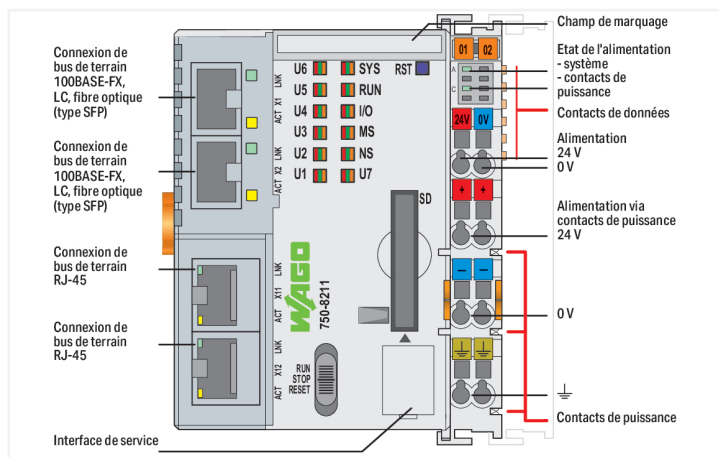 Champ de marquage
Connexion de
bus de terrain
100BASE-FX,
LC, fibre optique
(type SFP)
Connexion de
bus de terrain
100BASE-FX,
LC, fibre optique
(type SFP)
Connexion de
bus de terrain
RJ-45
Connexion de
bus de terrain
RJ-45
Interface de service
LNK
X1
ACT
LNK
X2
ACT
LNK
X11
ACT
LNK
X12
ACT
U6 SYS RST
U5 RUN
U4 I/O
U3 MS
U2 NS
U1 U7
SD
WAGO
750-8211
RUN
STOP
RESET
01 02
A
C
24V 0V
+ +
— —
Etat de l'alimentation
- système
- contacts de
puissance
Contacts de données
Alimentation
24 V
0 V
Alimentation via
contacts de puissance
24 V
0 V
Contacts de puissance